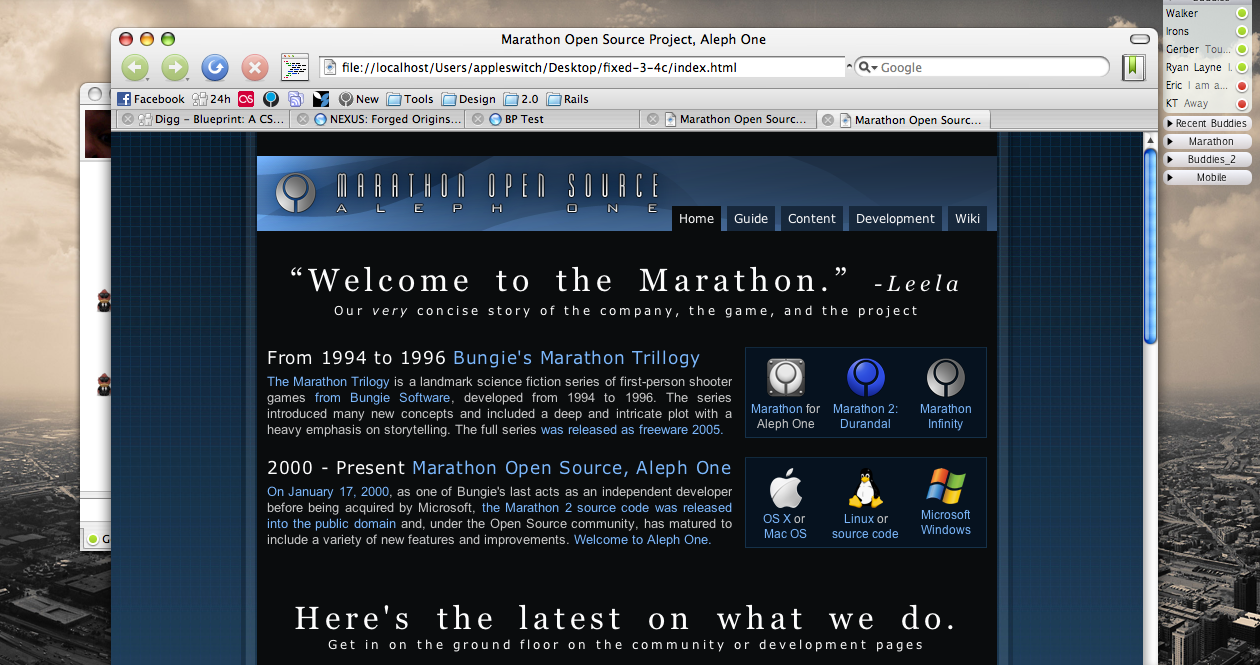 Buddies
Walker
Irons
Gerber Tou...
Ryan Layne I.
Eric I am a...
KT Away
Recent Buddies
Marathon
Buddies_2
Mobile
Marathon Open Source Project, Aleph One
file://localhost/Users/appleswitch/Desktop/fixed-3-4c/index.html
Google
Facebook 24h New Tools Design 2.0 Rails
Digg – Blueprint: A CS... NEXUS: Forged Origins... BP Test Marathon Open Sourc... Marathon Open Sourc...
MARATHON OPEN SOURCE
ALEPH ONE
Home Guide Content Development Wiki
“Welcome to the Marathon.” -Leela
Our very concise story of the company, the game, and the project
From 1994 to 1996 Bungie's Marathon Trillogy
The Marathon Trilogy is a landmark science fiction series of first-person shooter
games from Bungie Software, developed from 1994 to 1996. The series
introduced many new concepts and included a deep and intricate plot with a
heavy emphasis on storytelling. The full series was released as freeware 2005.
Marathon for
Aleph One
Marathon 2:
Durandal
Marathon
Infinity
2000 - Present Marathon Open Source, Aleph One
On January 17, 2000, as one of Bungie's last acts as an independent developer
before being acquired by Microsoft, the Marathon 2 source code was released
into the public domain and, under the Open Source community, has matured to
include a variety of new features and improvements. Welcome to Aleph One.
OS X or
Mac OS
Linux or
source code
Microsoft
Windows
Here's the latest on what we do.
Get in on the ground floor on the community or development pages